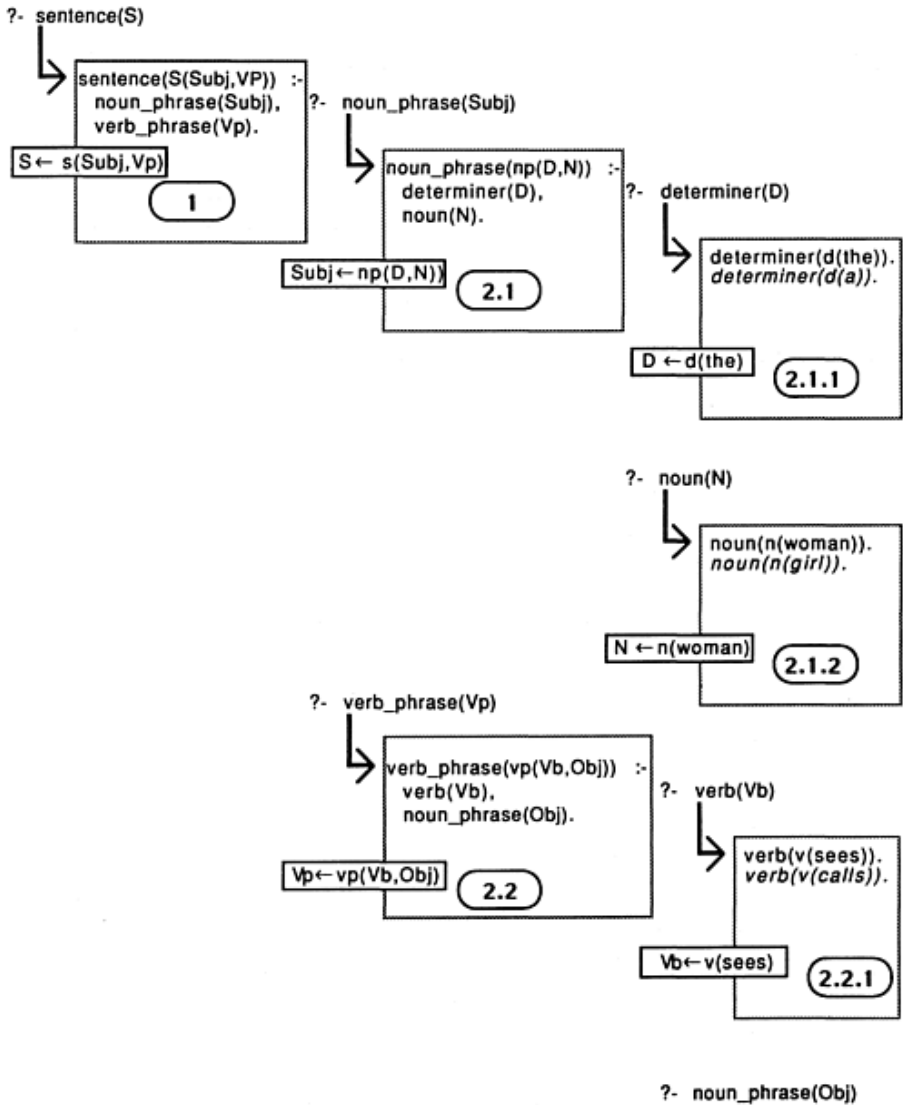 ?- sentence(S)
sentence(S(Subj,VP)) :-
noun_phrase(Subj),
verb_phrase(Vp).
S ← s(Subj,Vp)
1
?- noun_phrase(Subj)
noun_phrase(np(D,N)) :-
determiner(D),
noun(N).
Subj ← np(D,N))
2.1
?- determiner(D)
determiner(d(the)).
determiner(d(a)).
D ← d(the)
2.1.1
?- noun(N)
noun(n(woman)).
noun(n(girl)).
N ← n(woman)
2.1.2
?- verb_phrase(Vp)
verb_phrase(vp(Vb,Obj)) :-
verb(Vb),
noun_phrase(Obj).
Vp ← vp(Vb,Obj)
2.2
?- verb(Vb)
verb(v(sees)).
verb(v(calls)).
Vb ← v(sees)
2.2.1
?- noun_phrase(Obj)